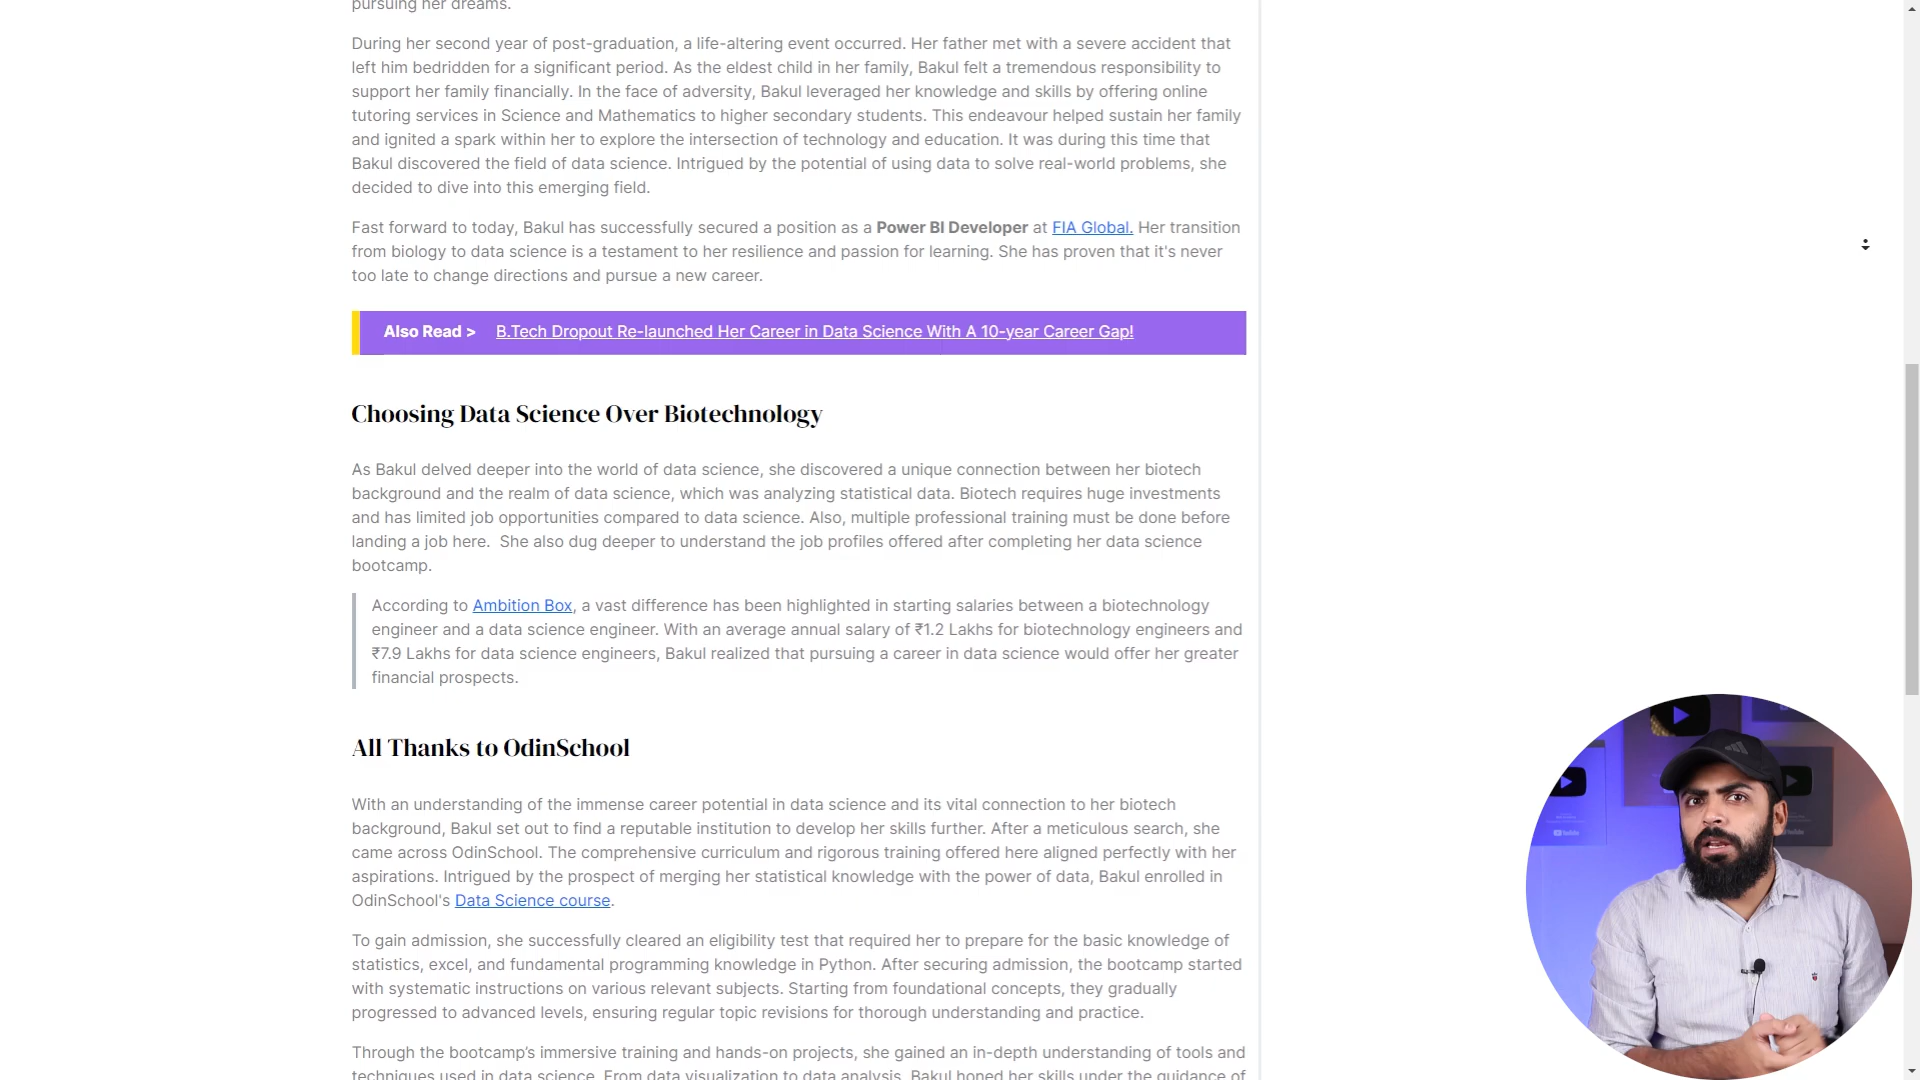 pursuing her dreams.
During her second year of post-graduation, a life-altering event occurred. Her father met with a severe accident that
left him bedridden for a significant period. As the eldest child in her family, Bakul felt a tremendous responsibility to
support her family financially. In the face of adversity, Bakul leveraged her knowledge and skills by offering online
tutoring services in Science and Mathematics to higher secondary students. This endeavour helped sustain her family
and ignited a spark within her to explore the intersection of technology and education. It was during this time that
Bakul discovered the field of data science. Intrigued by the potential of using data to solve real-world problems, she
decided to dive into this emerging field.
Fast forward to today, Bakul has successfully secured a position as a Power BI Developer at FIA Global. Her transition
from biology to data science is a testament to her resilience and passion for learning. She has proven that it's never
too late to change directions and pursue a new career.
Also Read > B.Tech Dropout Re-launched Her Career in Data Science With A 10-year Career Gap!
Choosing Data Science Over Biotechnology
As Bakul delved deeper into the world of data science, she discovered a unique connection between her biotech
background and the realm of data science, which was analyzing statistical data. Biotech requires huge investments
and has limited job opportunities compared to data science. Also, multiple professional training must be done before
landing a job here. She also dug deeper to understand the job profiles offered after completing her data science
bootcamp.
According to Ambition Box, a vast difference has been highlighted in starting salaries between a biotechnology
engineer and a data science engineer. With an average annual salary of ₹1.2 Lakhs for biotechnology engineers and
₹7.9 Lakhs for data science engineers, Bakul realized that pursuing a career in data science would offer her greater
financial prospects.
All Thanks to OdinSchool
With an understanding of the immense career potential in data science and its vital connection to her biotech
background, Bakul set out to find a reputable institution to develop her skills further. After a meticulous search, she
came across OdinSchool. The comprehensive curriculum and rigorous training offered here aligned perfectly with her
aspirations. Intrigued by the prospect of merging her statistical knowledge with the power of data, Bakul enrolled in
OdinSchool's Data Science course.
To gain admission, she successfully cleared an eligibility test that required her to prepare for the basic knowledge of
statistics, excel, and fundamental programming knowledge in Python. After securing admission, the bootcamp started
with systematic instructions on various relevant subjects. Starting from foundational concepts, they gradually
progressed to advanced levels, ensuring regular topic revisions for thorough understanding and practice.
Through the bootcamp’s immersive training and hands-on projects, she gained an in-depth understanding of tools and
techniques used in data science. From data visualization to data analysis, Bakul honed her skills under the guidance of